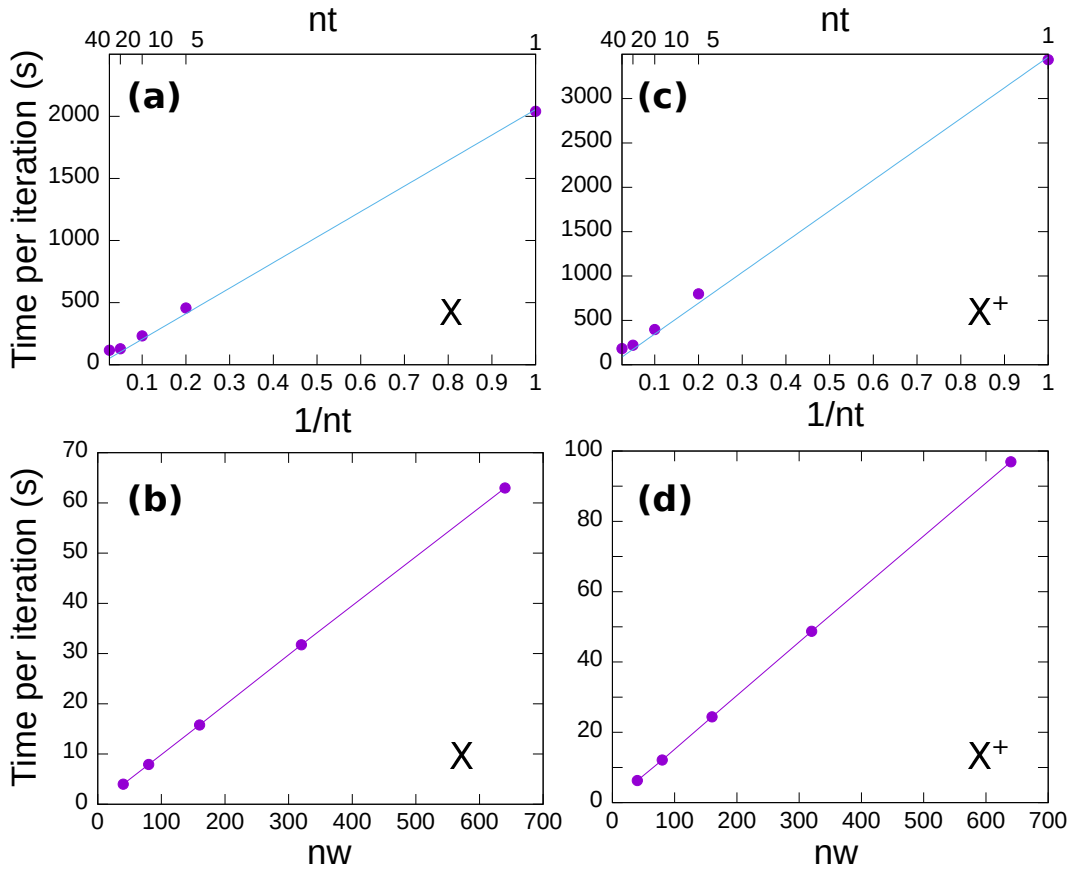 nt
40 20 10 5 1
Time per iteration (s)
(a)
2000
1500
1000
500
0
X
0.1 0.2 0.3 0.4 0.5 0.6 0.7 0.8 0.9 1
1/nt
nt
40 20 10 5 1
(c)
3500
3000
2500
2000
1500
1000
500
0
X+
0.1 0.2 0.3 0.4 0.5 0.6 0.7 0.8 0.9 1
1/nt
Time per iteration (s)
(b)
70
60
50
40
30
20
10
0
X
0 100 200 300 400 500 600 700
nw
(d)
100
80
60
40
20
0
X+
0 100 200 300 400 500 600 700
nw